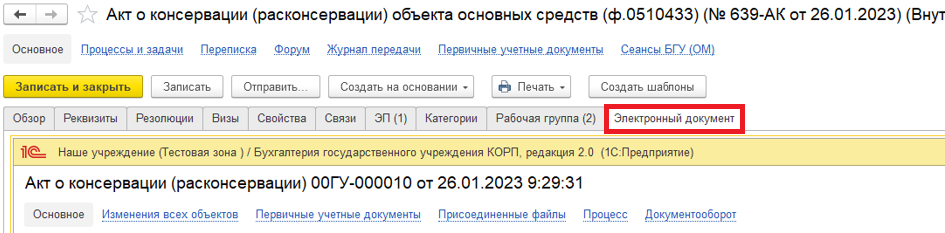 Акт о консервации (расконсервации) объекта основных средств (ф.0510433) (№ 639-АК от 26.01.2023) (Внут
Основное Процессы и задачи Переписка Форум Журнал передачи Первичные учетные документы Сеансы БГУ (ОМ)
Записать и закрыть Записать Отправить... Создать на основании Печать Создать шаблоны
Обзор Реквизиты Резолюции Визы Свойства Связи ЭП (1) Категории Рабочая группа (2) Электронный документ
1С Наше учреждение (Тестовая зона ) / Бухгалтерия государственного учреждения КОРП, редакция 2.0 (1С:Предприятие)
Акт о консервации (расконсервации) 00ГУ-000010 от 26.01.2023 9:29:31
Основное Изменения всех объектов Первичные учетные документы Присоединенные файлы Процесс Документооборот